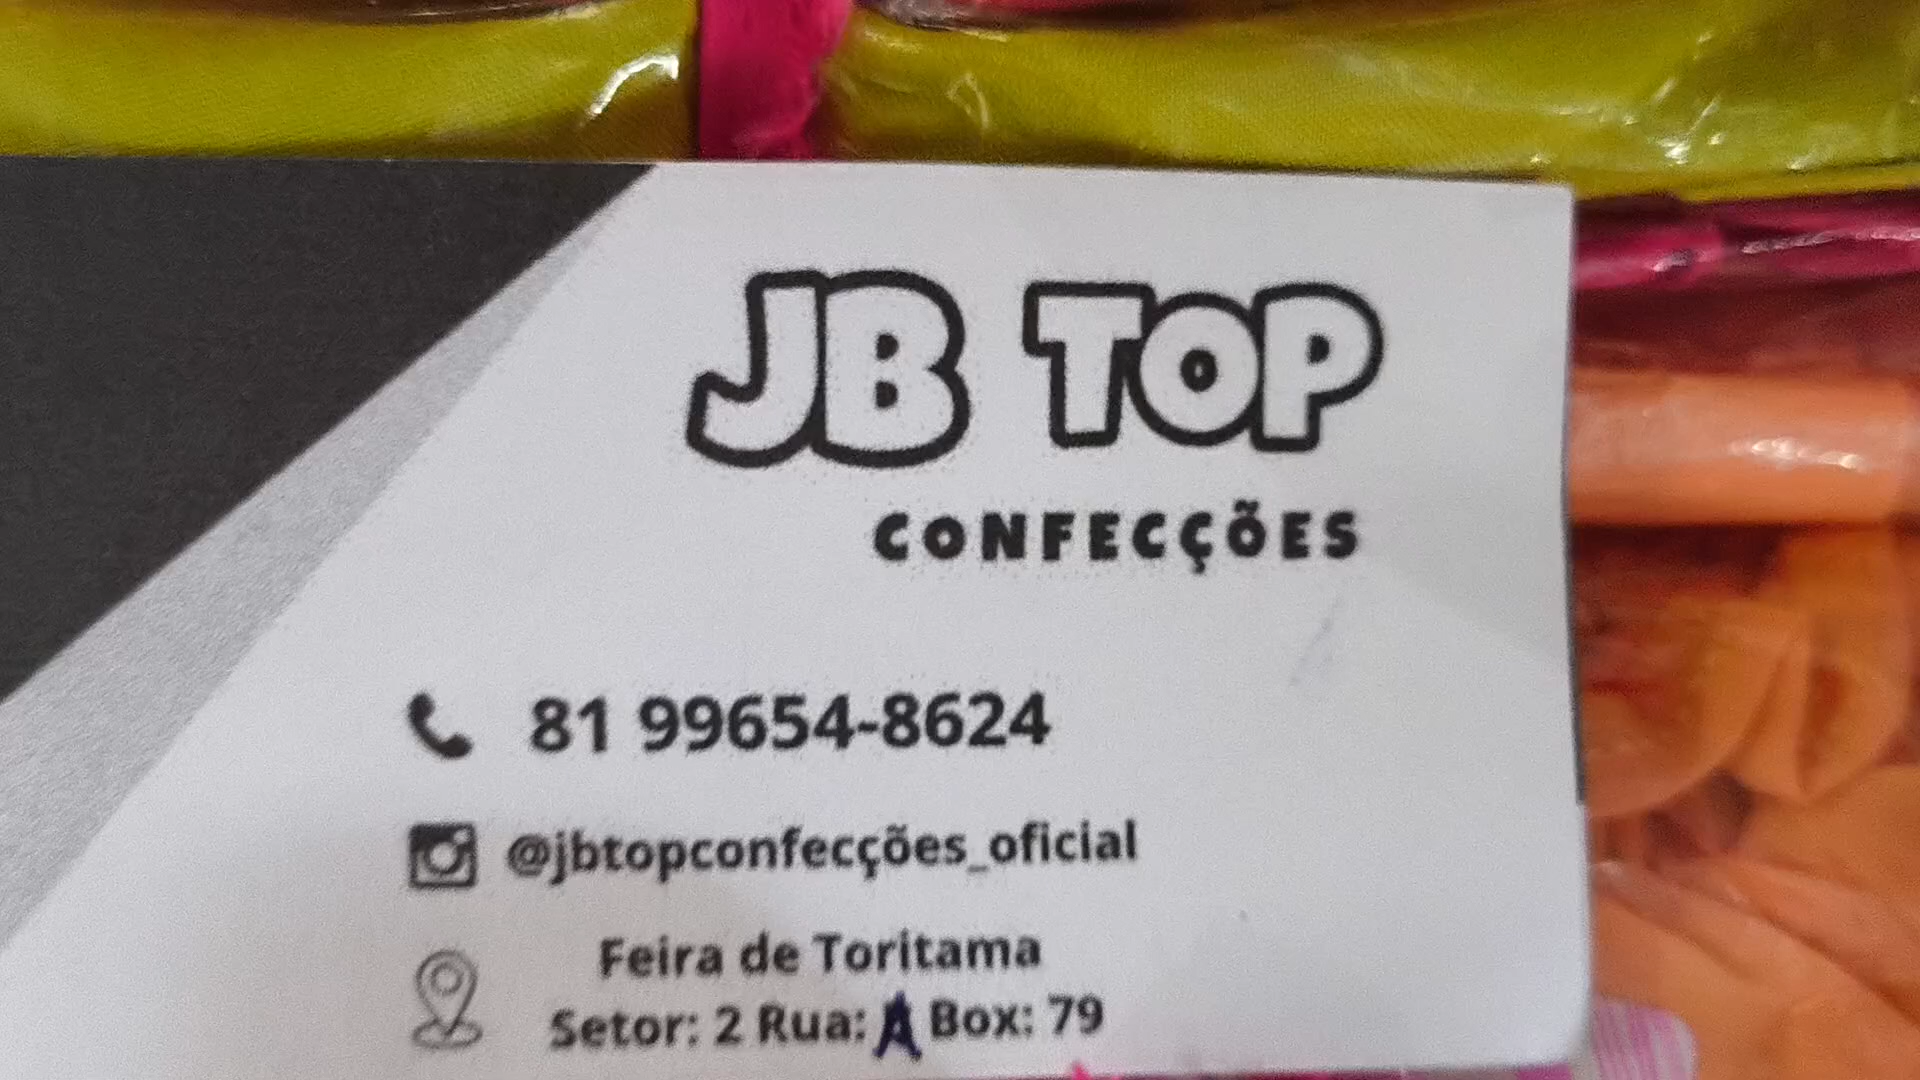 JB TOP
CONFECÇÕES
81 99654-8624
@jbtopconfecções_oficial
Feira de Toritama
Setor: 2 Rua: A Box: 79